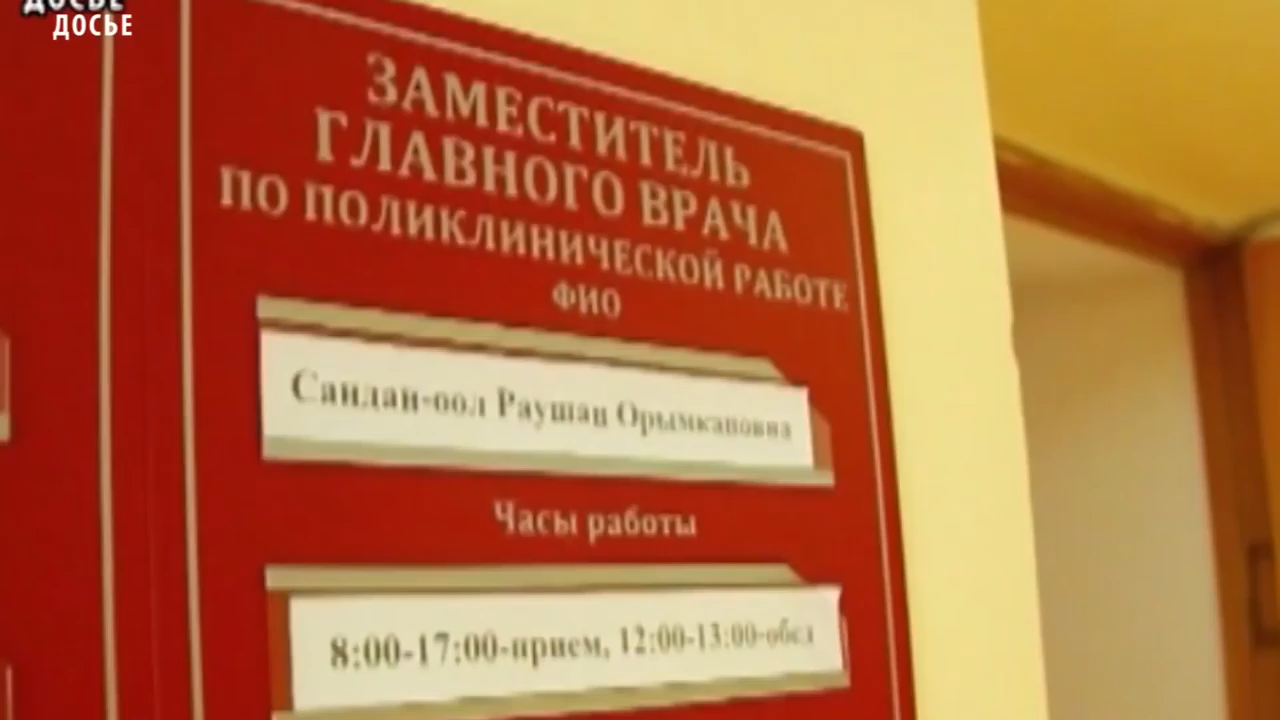 ДОСЬЕ
ДОСЬЕ
ЗАМЕСТИТЕЛЬ
ГЛАВНОГО ВРАЧА
ПО ПОЛИКЛИНИЧЕСКОЙ РАБОТЕ
ФИО
Сандан-оол Раушан Орымкановна
Часы работы
8:00-17:00-прием, 12:00-13:00-обед